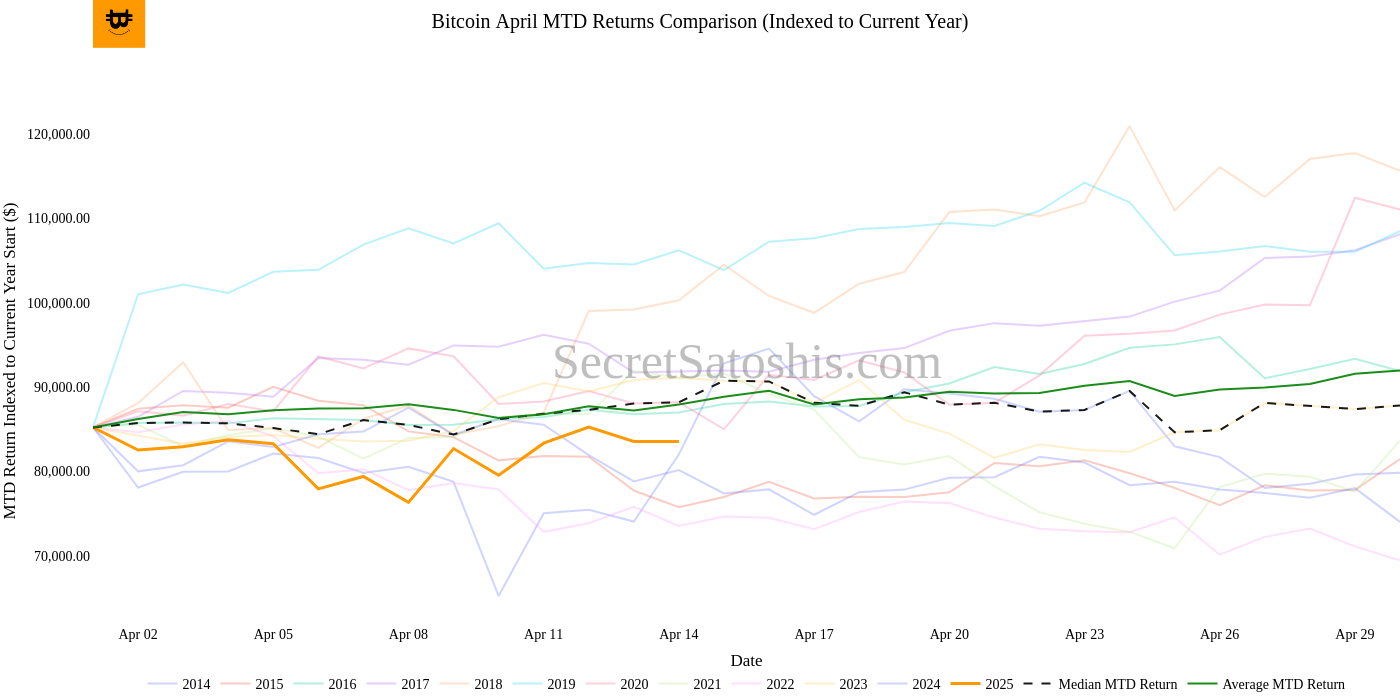 Bitcoin April MTD Returns Comparison (Indexed to Current Year)
MTD Return Indexed to Current Year Start ($)
120,000.00
110,000.00
100,000.00
90,000.00
80,000.00
70,000.00
SecretSatoshis.com
Apr 02 Apr 05 Apr 08 Apr 11 Apr 14 Apr 17 Apr 20 Apr 23 Apr 26 Apr 29
Date
2014 2015 2016 2017 2018 2019 2020 2021 2022 2023 2024 2025 Median MTD Return Average MTD Return